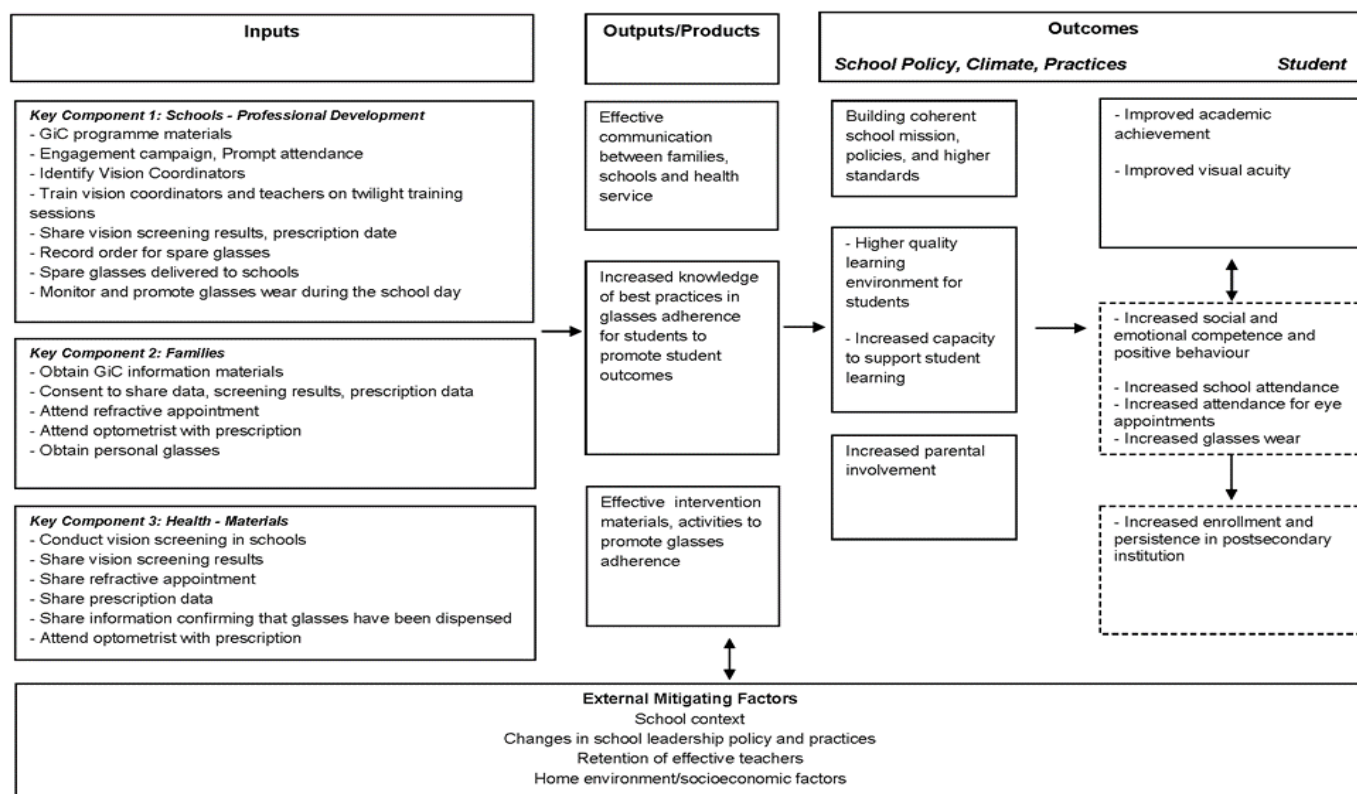 Inputs
Outputs/Products
Outcomes
School Policy, Climate, Practices
Student
Key Component 1: Schools - Professional Development
- GiC programme materials
- Engagement campaign, Prompt attendance
- Identify Vision Coordinators
- Train vision coordinators and teachers on twilight training
sessions
- Share vision screening results, prescription date
- Record order for spare glasses
- Spare glasses delivered to schools
- Monitor and promote glasses wear during the school day
Key Component 2: Families
- Obtain GiC information materials
- Consent to share data, screening results, prescription data
- Attend refractive appointment
- Attend optometrist with prescription
- Obtain personal glasses
Key Component 3: Health - Materials
- Conduct vision screening in schools
- Share vision screening results
- Share refractive appointment
- Share prescription data
- Share information confirming that glasses have been dispensed
- Attend optometrist with prescription
Effective
communication
between families,
schools and health
service
Increased knowledge
of best practices in
glasses adherence
for students to
promote student
outcomes
Effective intervention
materials, activities to
promote glasses
adherence
Building coherent
school mission,
policies, and higher
standards
- Higher quality
learning
environment for
students
- Increased capacity
to support student
learning
Increased parental
involvement
- Improved academic
achievement
- Improved visual acuity
- Increased social and
emotional competence and
positive behaviour
- Increased school attendance
- Increased attendance for eye
appointments
- Increased glasses wear
- Increased enrollment and
persistence in postsecondary
institution
External Mitigating Factors
School context
Changes in school leadership policy and practices
Retention of effective teachers
Home environment/socioeconomic factors